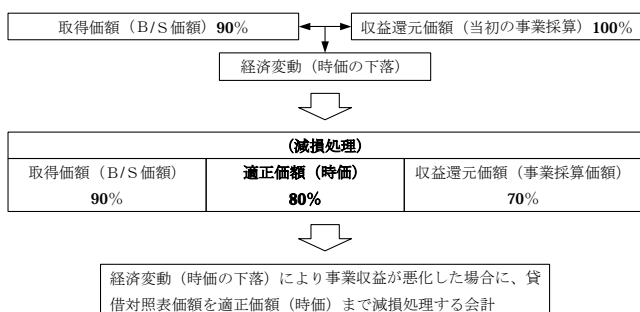 取得価額（B/S価額）90%
収益還元価額（当初の事業採算）100%
経済変動（時価の下落）
（減損処理）
取得価額（B/S価額）
90%
適正価額（時価）
80%
収益還元価額（事業採算価額）
70%
経済変動（時価の下落）により事業収益が悪化した場合に、貸
借対照表価額を適正価額（時価）まで減損処理する会計